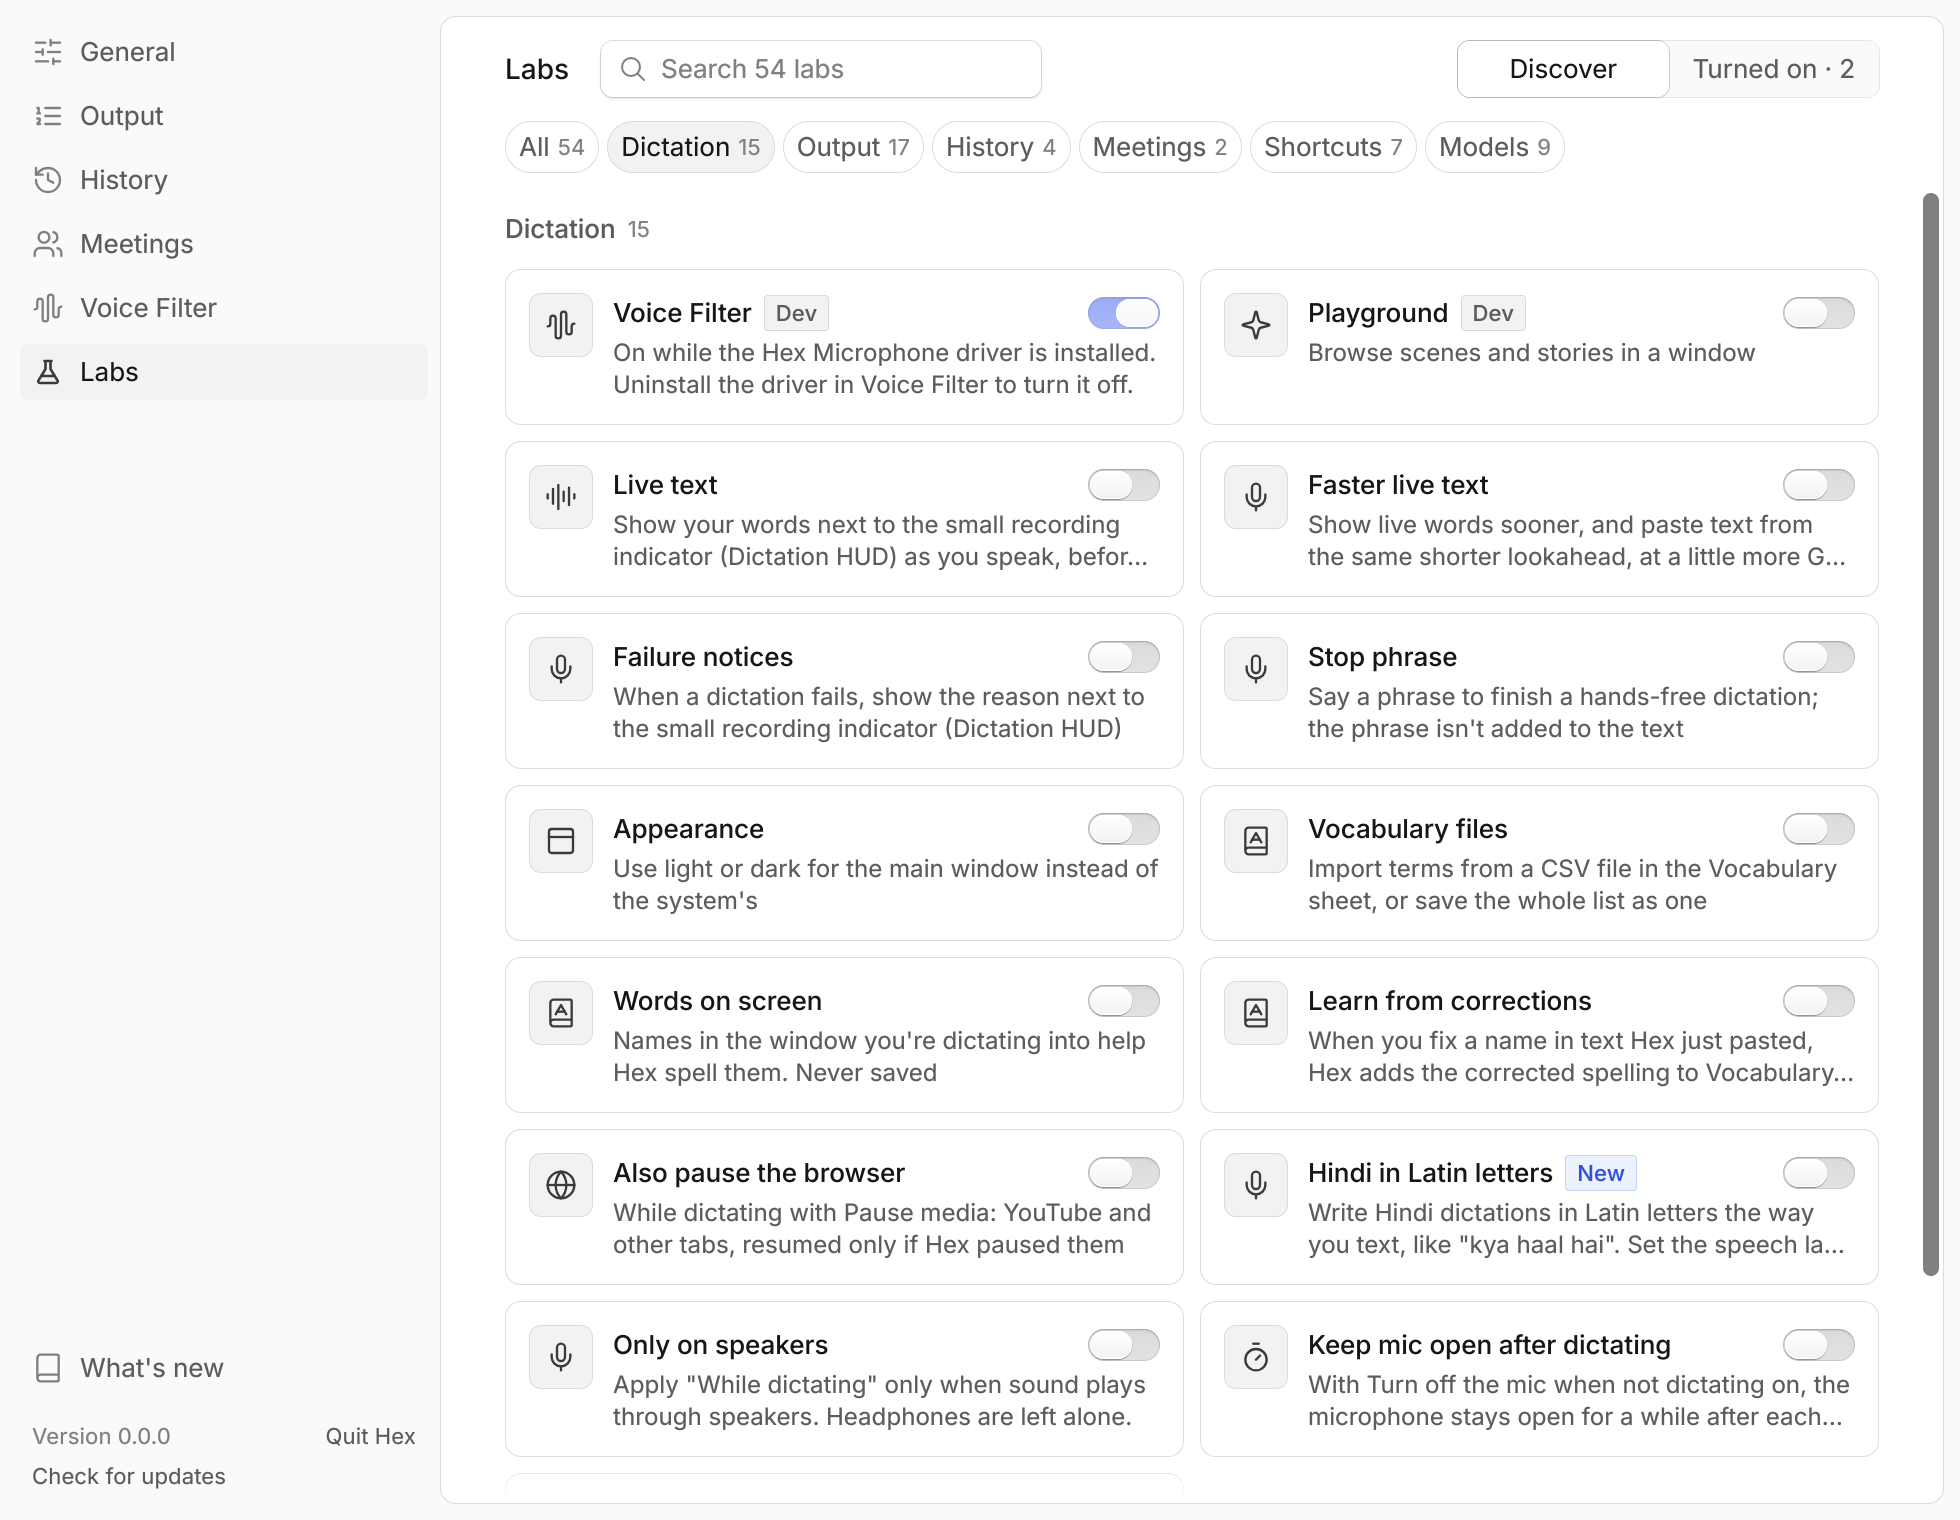 General
Output
History
Meetings
Voice Filter
Labs
What's new
Version 0.0.0
Quit Hex
Check for updates
Labs
Search 54 labs
Discover
Turned on · 2
All 54
Dictation 15
Output 17
History 4
Meetings 2
Shortcuts 7
Models 9
Dictation 15
Voice Filter Dev
On while the Hex Microphone driver is installed.
Uninstall the driver in Voice Filter to turn it off.
Playground Dev
Browse scenes and stories in a window
Live text
Show your words next to the small recording
indicator (Dictation HUD) as you speak, befor...
Faster live text
Show live words sooner, and paste text from
the same shorter lookahead, at a little more G...
Failure notices
When a dictation fails, show the reason next to
the small recording indicator (Dictation HUD)
Stop phrase
Say a phrase to finish a hands-free dictation;
the phrase isn't added to the text
Appearance
Use light or dark for the main window instead of
the system's
Vocabulary files
Import terms from a CSV file in the Vocabulary
sheet, or save the whole list as one
Words on screen
Names in the window you're dictating into help
Hex spell them. Never saved
Learn from corrections
When you fix a name in text Hex just pasted,
Hex adds the corrected spelling to Vocabulary...
Also pause the browser
While dictating with Pause media: YouTube and
other tabs, resumed only if Hex paused them
Hindi in Latin letters New
Write Hindi dictations in Latin letters the way
you text, like "kya haal hai". Set the speech la...
Only on speakers
Apply "While dictating" only when sound plays
through speakers. Headphones are left alone.
Keep mic open after dictating
With Turn off the mic when not dictating on, the
microphone stays open for a while after each...